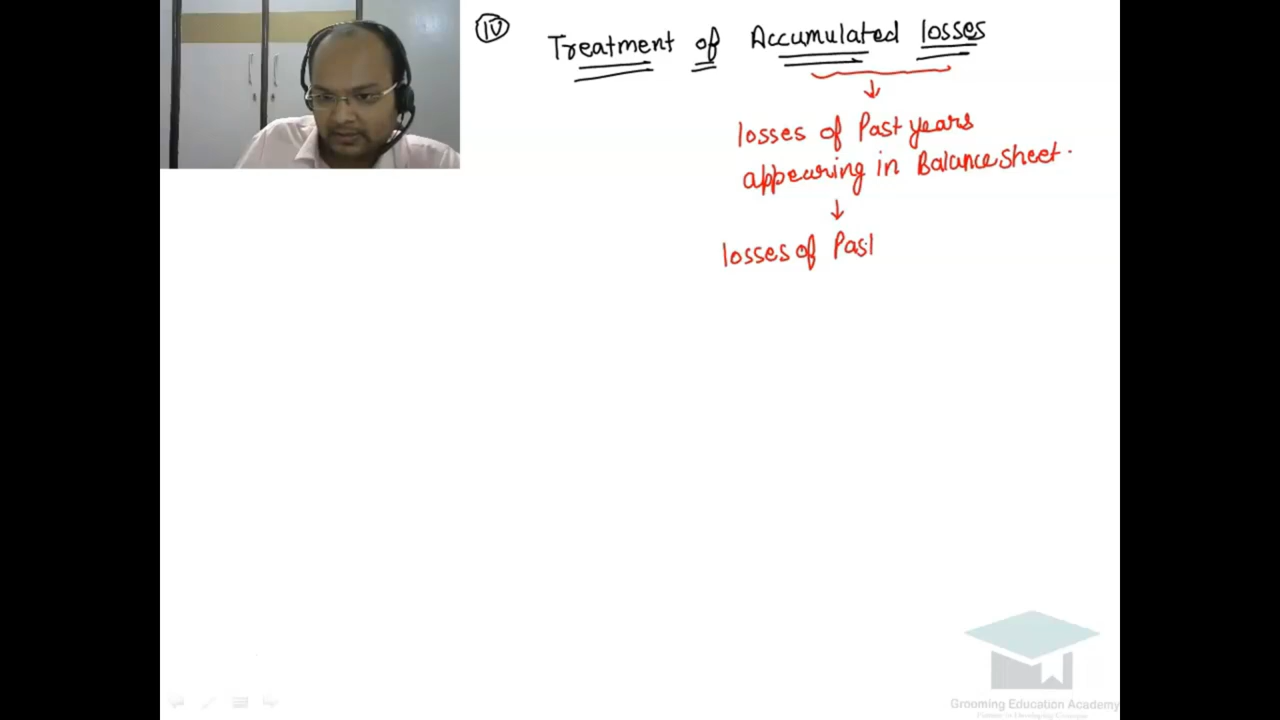 IV Treatment of Accumulated losses
losses of Past years
appearing in Balance Sheet.
losses of Past
Grooming Education Academy